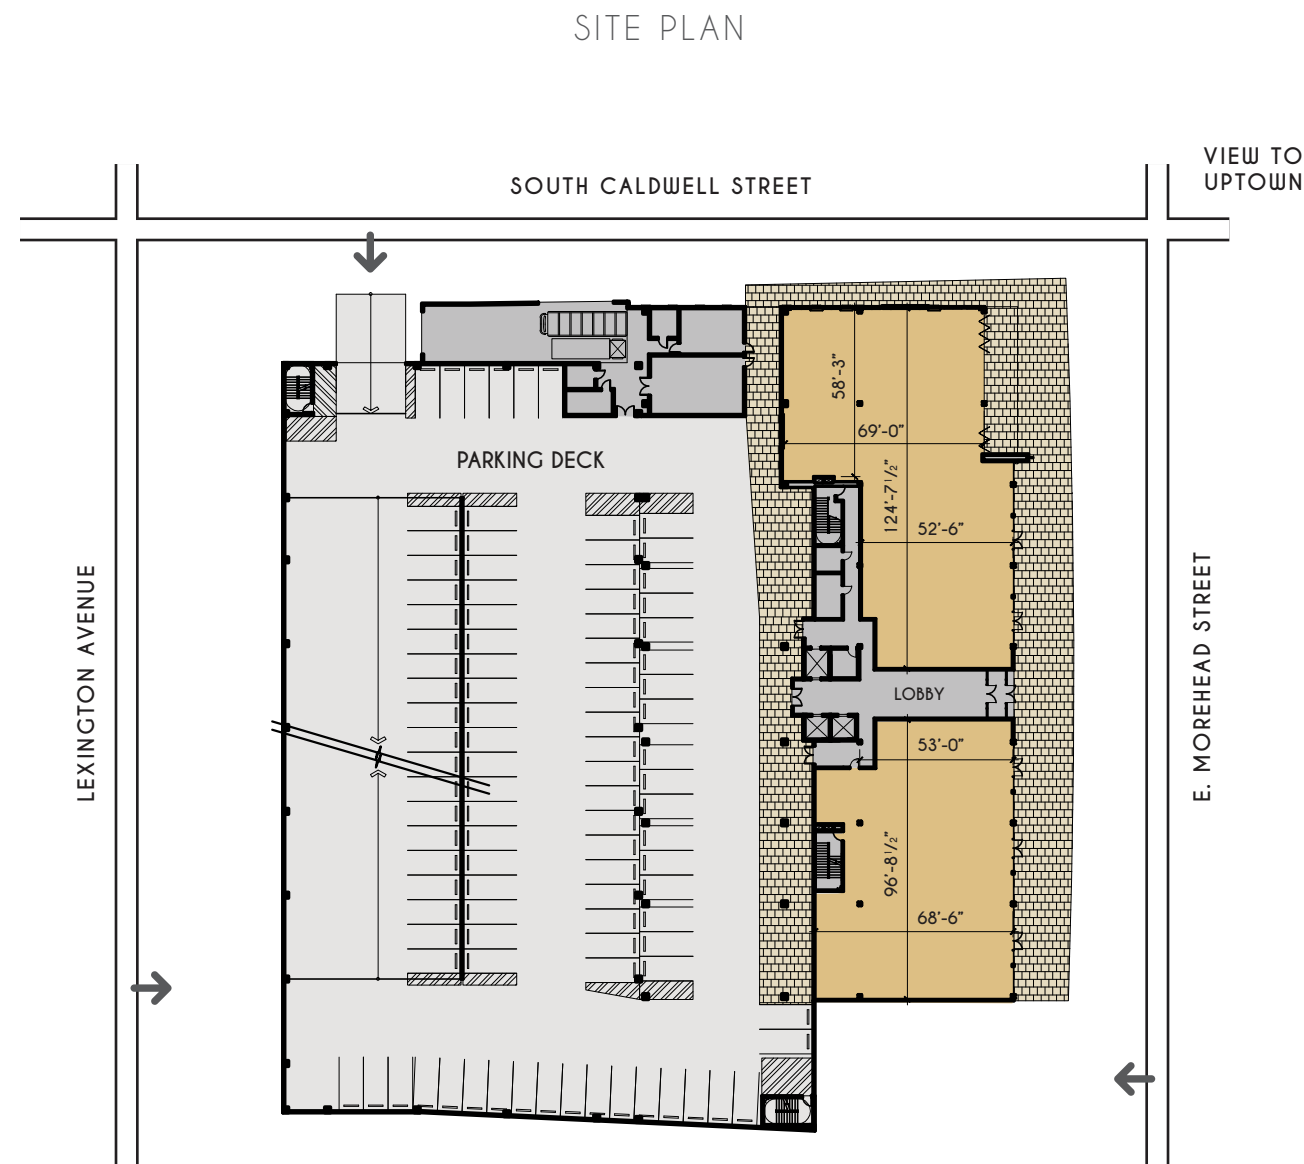 SITE PLAN
VIEW TO
UPTOWN
SOUTH CALDWELL STREET
58'-3"
69'-0"
PARKING DECK
124'-7 1/2"
52'-6"
LEXINGTON AVENUE
E. MOREHEAD STREET
LOBBY
53'-0"
96'-8 1/2"
68'-6"